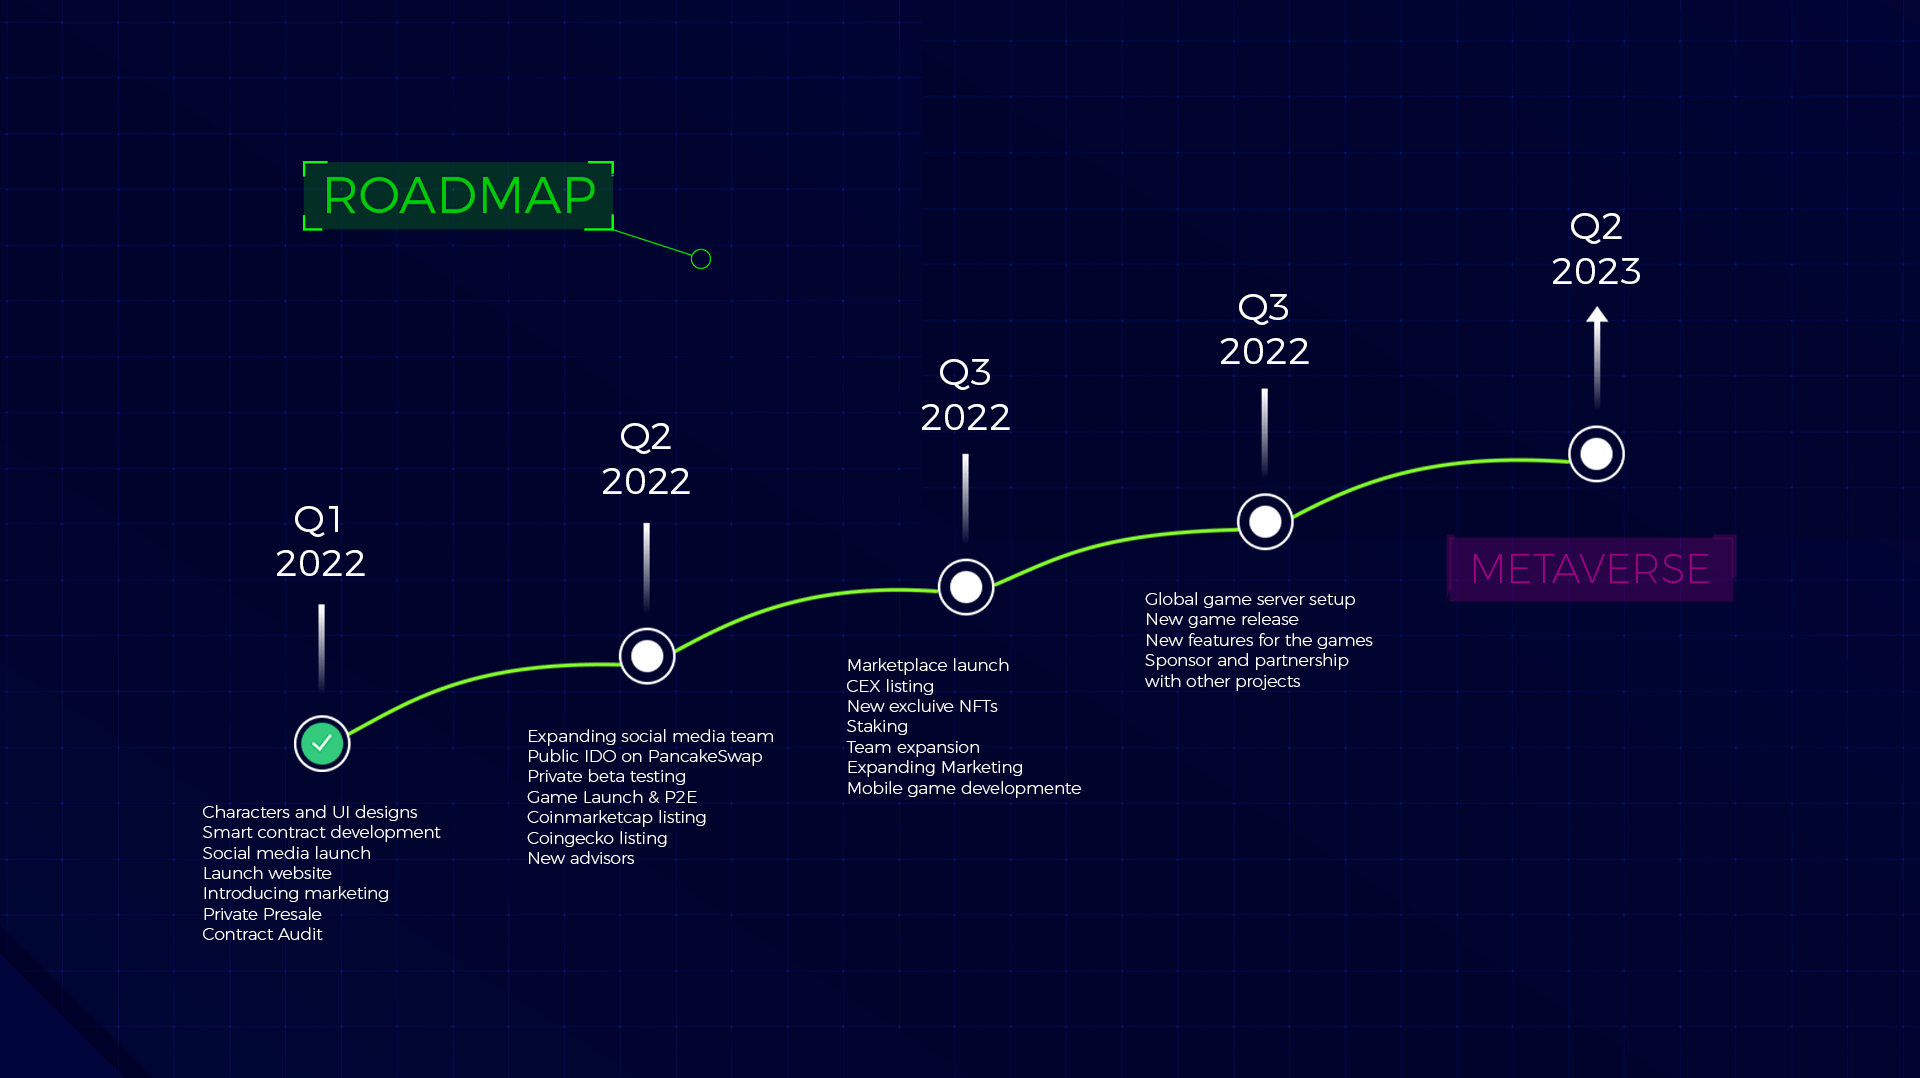 ROADMAP
Q1
2022
Characters and UI designs
Smart contract development
Social media launch
Launch website
Introducing marketing
Private Presale
Contract Audit
Q2
2022
Expanding social media team
Public IDO on PancakeSwap
Private beta testing
Game Launch & P2E
Coinmarketcap listing
Coingecko listing
New advisors
Q3
2022
Marketplace launch
CEX listing
New excluive NFTs
Staking
Team expansion
Expanding Marketing
Mobile game developmente
Q3
2022
Global game server setup
New game release
New features for the games
Sponsor and partnership
with other projects
Q2
2023
METAVERSE